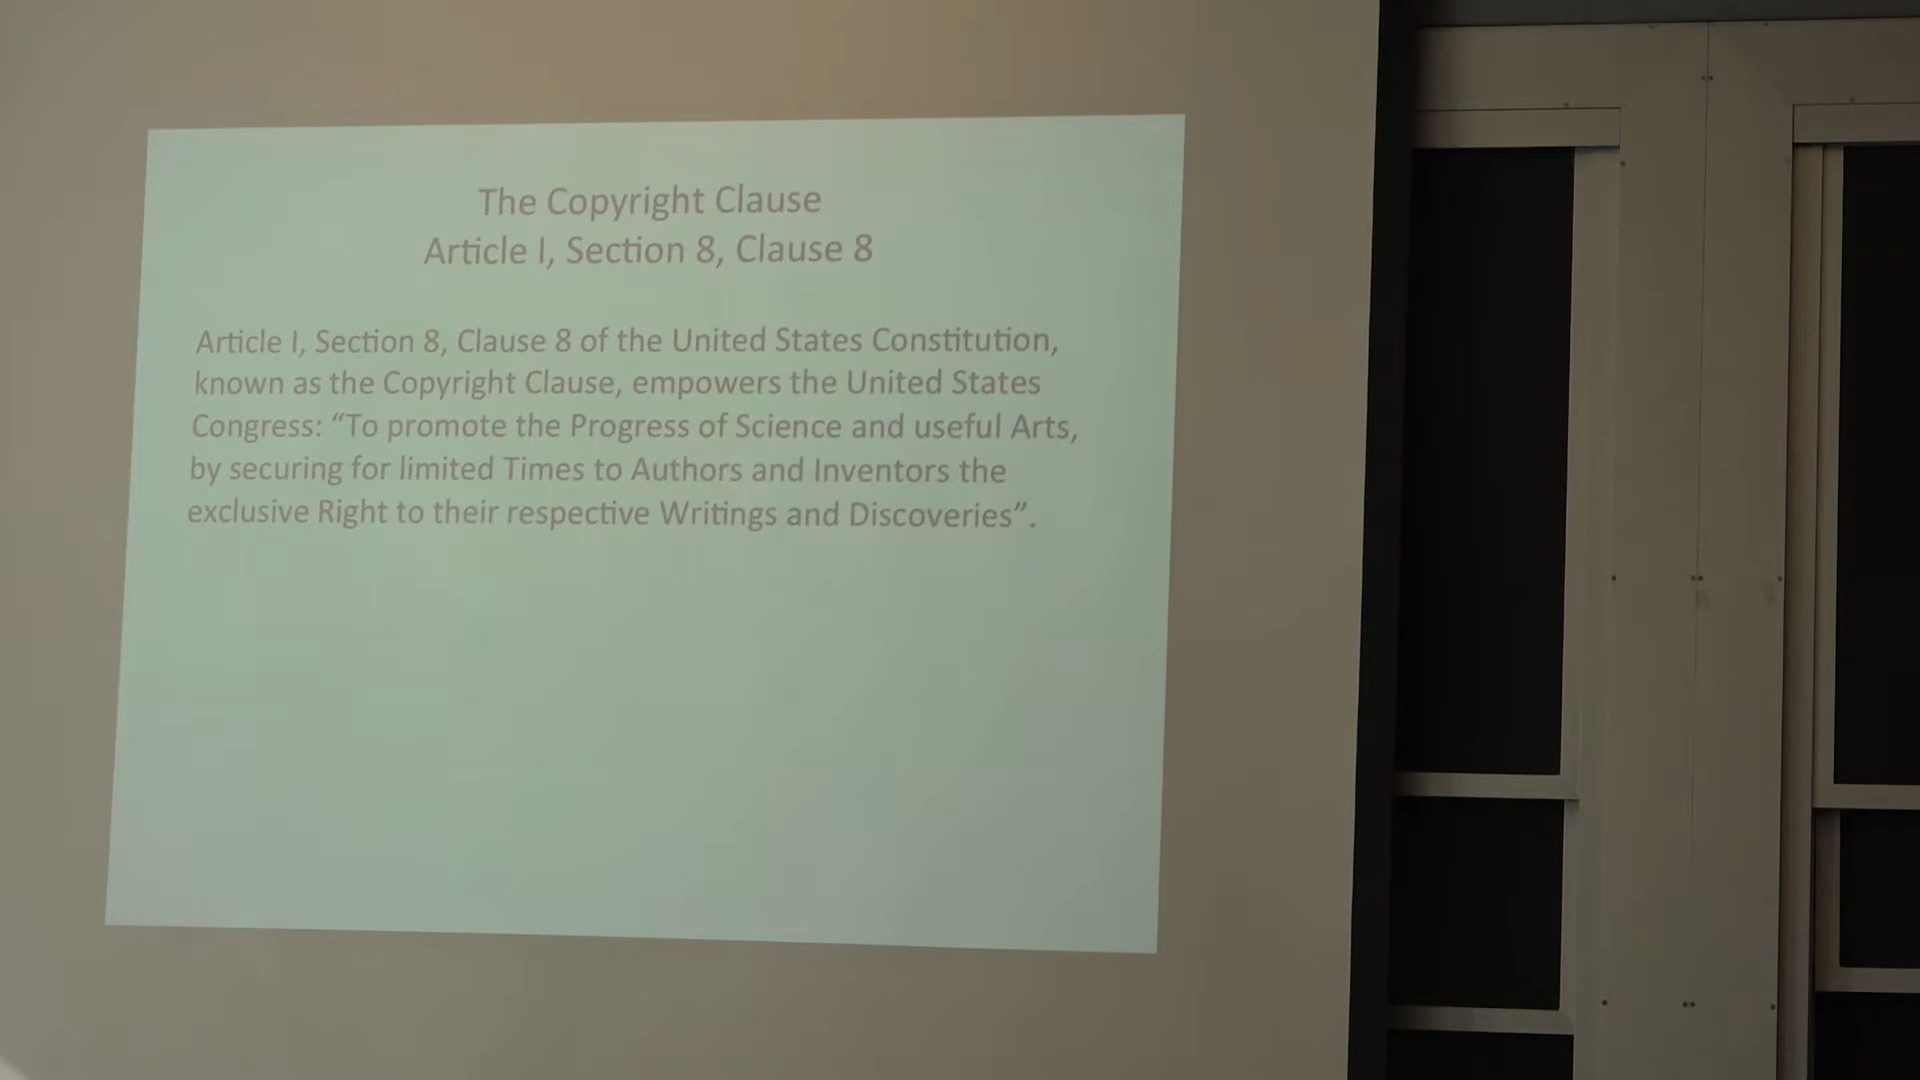 The Copyright Clause
Article I, Section 8, Clause 8
Article I, Section 8, Clause 8 of the United States Constitution,
known as the Copyright Clause, empowers the United States
Congress: “To promote the Progress of Science and useful Arts,
by securing for limited Times to Authors and Inventors the
exclusive Right to their respective Writings and Discoveries”.